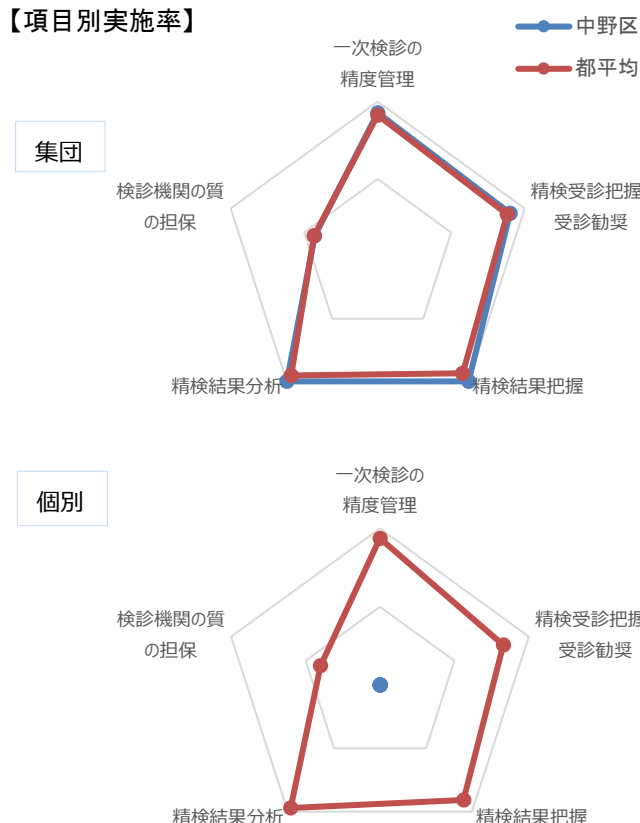 【項目別実施率】
中野区
都平均
集団
一次検診の
精度管理
精検受診把握
受診勧奨
精検結果把握
精検結果分析
検診機関の質
の担保
個別
一次検診の
精度管理
精検受診把握
受診勧奨
精検結果把握
精検結果分析
検診機関の質
の担保